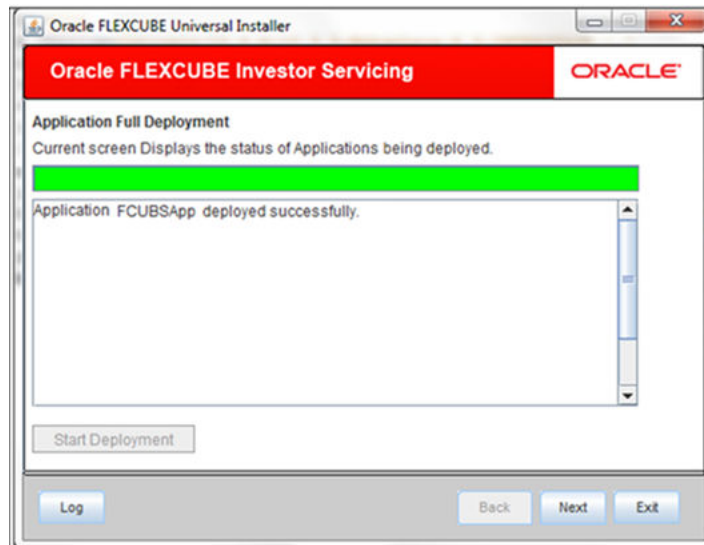 Oracle FLEXCUBE Universal Installer
Oracle FLEXCUBE Investor Servicing
ORACLE
Application Full Deployment
Current screen Displays the status of Applications being deployed.
Application FCUBSApp deployed successfully.
Start Deployment
Log
Back
Next
Exit